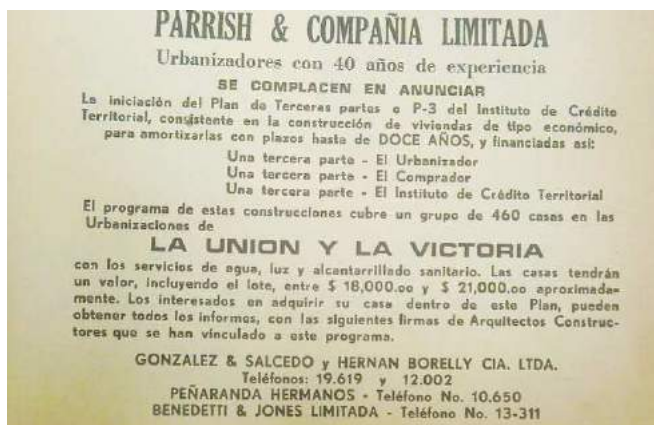 PARRISH & COMPAÑIA LIMITADA
Urbanizadores con 40 años de experiencia
SE COMPLACEN EN ANUNCIAR
La iniciación del Plan de Terceras partes o P-3 del Instituto de Crédito
Territorial, consistente en la construcción de viviendas de tipo económico,
para amortizarlas con plazos hasta de DOCE AÑOS, y financiadas así:
Una tercera parte - El Urbanizador
Una tercera parte - El Comprador
Una tercera parte - El Instituto de Crédito Territorial
El programa de estas construcciones cubre un grupo de 460 casas en las
Urbanizaciones de
LA UNION Y LA VICTORIA
con los servicios de agua, luz y alcantarrillado sanitario. Las casas tendrán
un valor, incluyendo el lote, entre $ 18,000.oo y $ 21,000.oo aproximada-
mente. Los interesados en adquirir su casa dentro de este Plan, pueden
obtener todos los informes, con las siguientes firmas de Arquitectos Construc-
tores que se han vinculado a este programa.
GONZALEZ & SALCEDO y HERNAN BORELLY CIA. LTDA.
Teléfonos: 19.619 y 12.002
PEÑARANDA HERMANOS - Teléfono No. 10.650
BENEDETTI & JONES LIMITADA - Teléfono No. 13-311